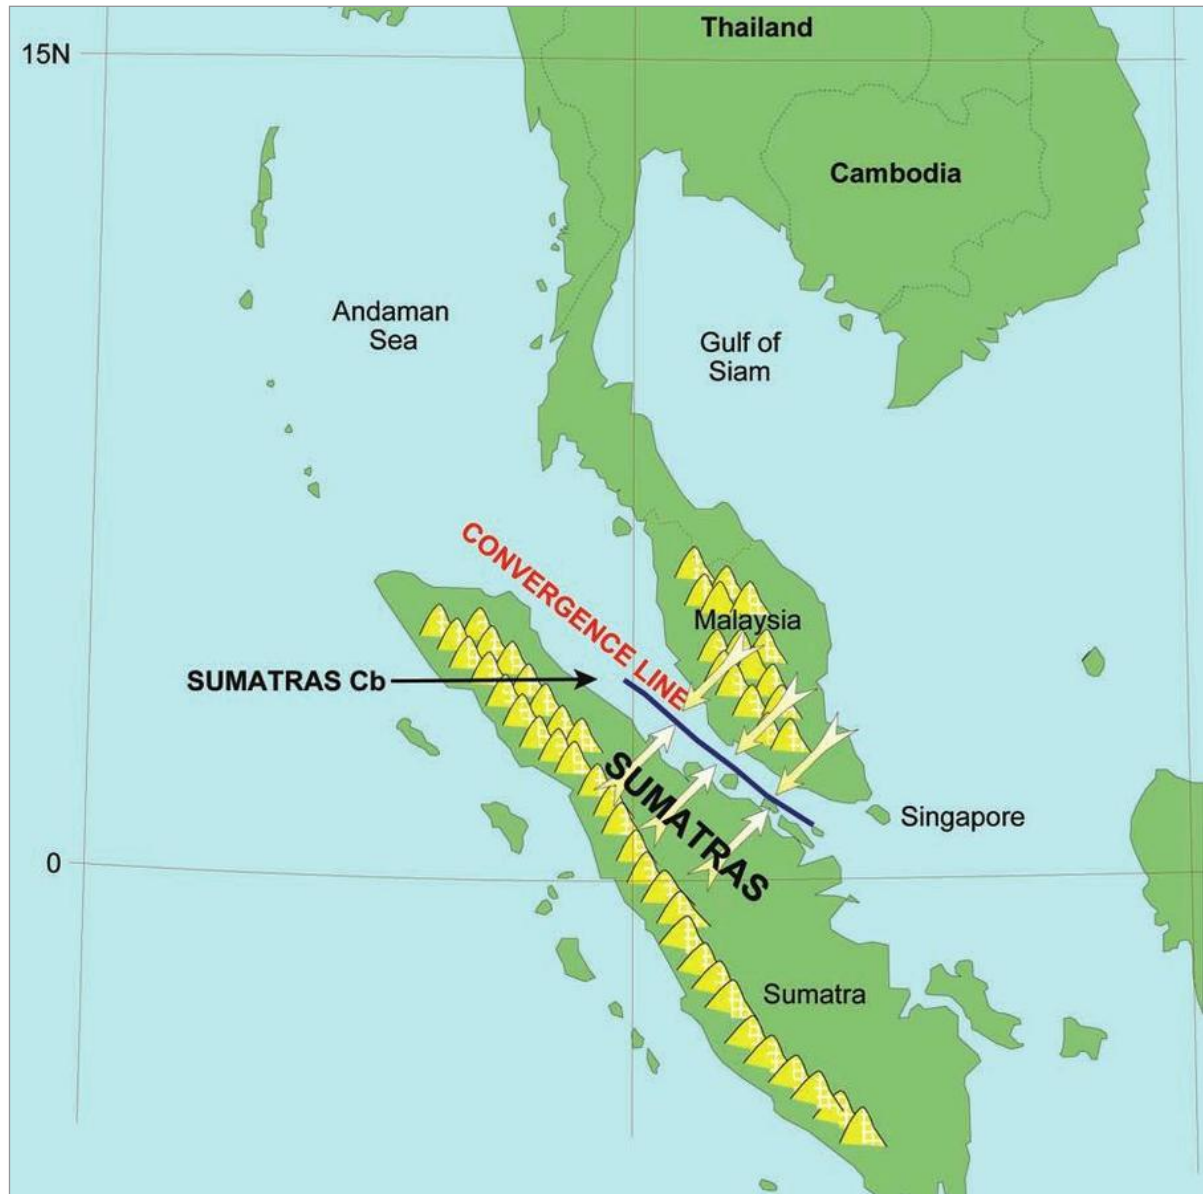 Thailand
15N
Cambodia
Andaman
Sea
Gulf of
Siam
CONVERGENCE LINE
Malaysia
SUMATRAS Cb
SUMATRAS
Singapore
0
Sumatra